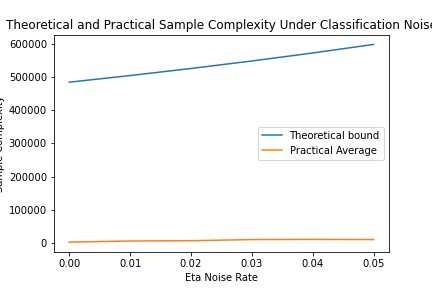 Theoretical and Practical Sample Complexity Under Classification Noise
600000
500000
400000
300000
200000
100000
0
Sample Complexity
Theoretical bound
Practical Average
0.00 0.01 0.02 0.03 0.04 0.05
Eta Noise Rate